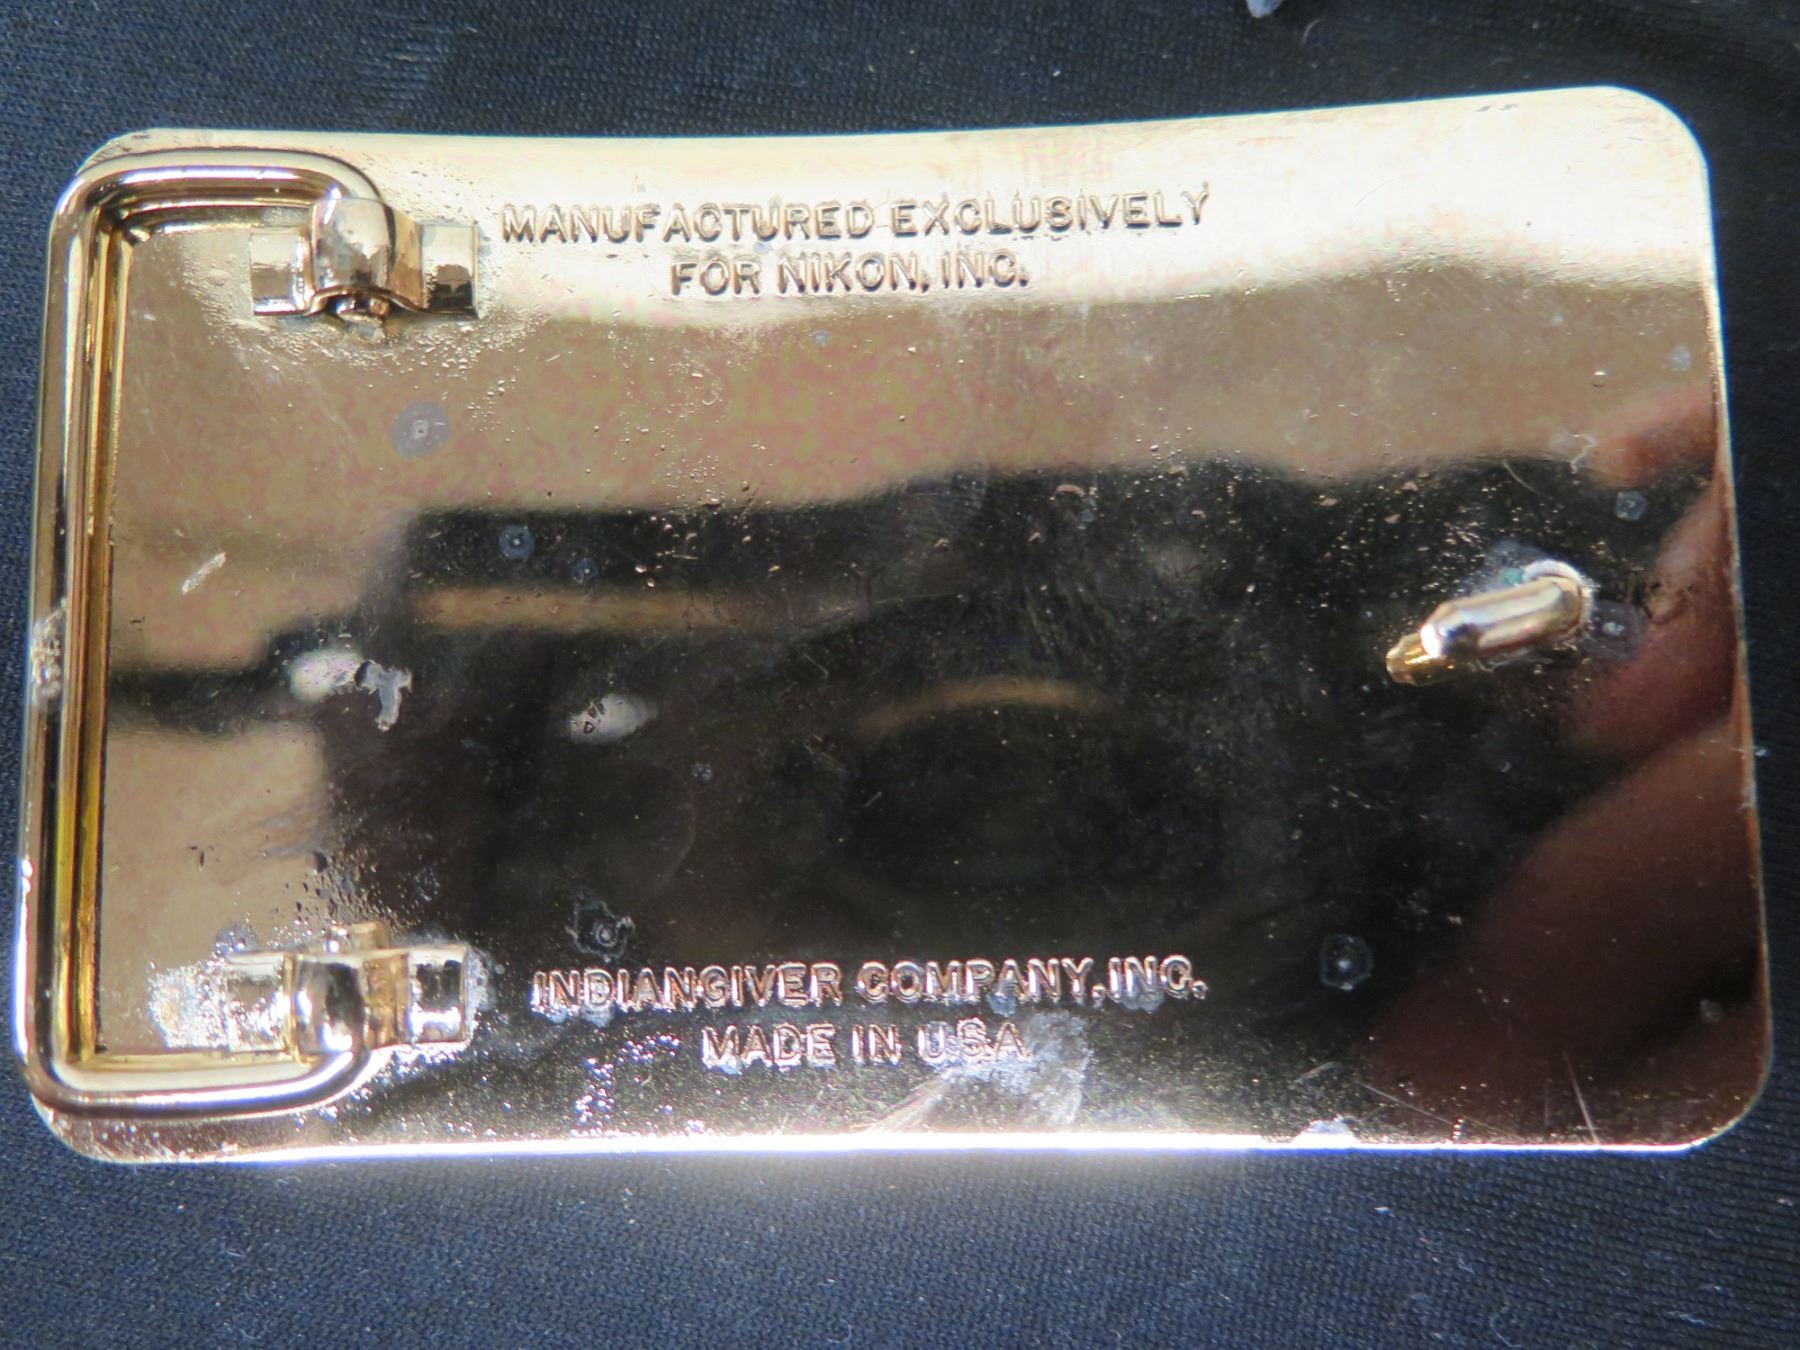 MANUFACTURED EXCLUSIVELY
FOR NIKON, INC.
INDIANGIVER COMPANY, INC.
MADE IN U.S.A.